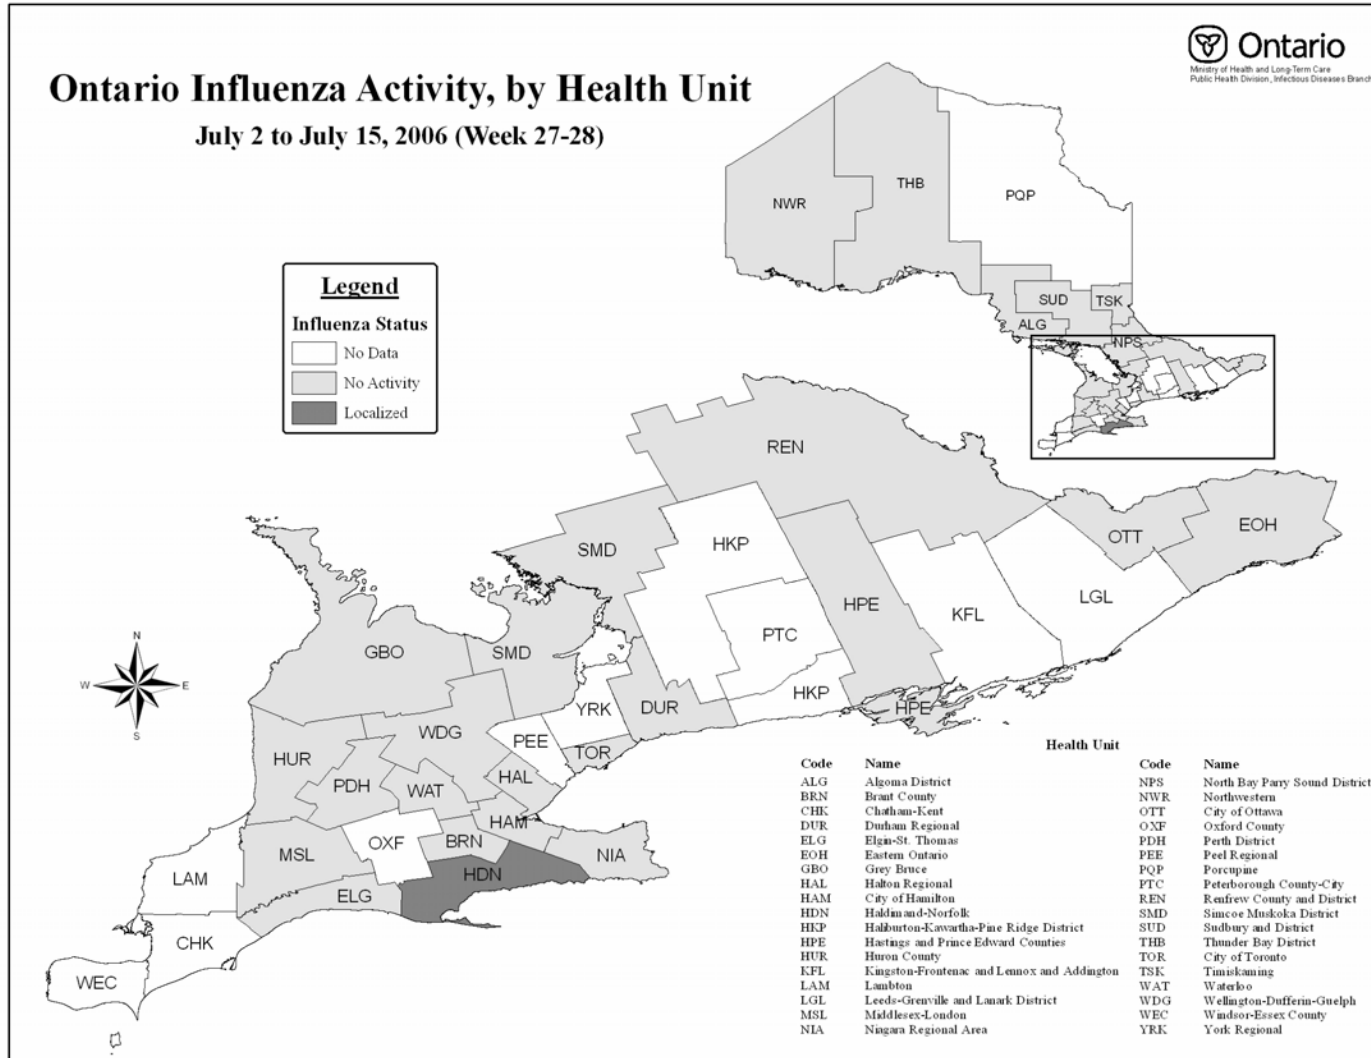 Ontario
Ministry of Health and Long-Term Care
Public Health Division, Infectious Diseases Branch
Ontario Influenza Activity, by Health Unit
July 2 to July 15, 2006 (Week 27-28)
Legend
Influenza Status
No Data
No Activity
Localized
NWR
THB
PQP
SUD
TSK
ALG
NPS
REN
SMD
HKP
OTT
EOH
HPE
KFL
LGL
PTC
GBO
SMD
HKP
HPE
YRK
DUR
WDG
PEE
TOR
HUR
PDH
WAT
HAL
HAM
OXF
BRN
MSL
NIA
HDN
LAM
ELG
CHK
WEC
N
W E
S
Health Unit
Code Name Code Name
ALG Algoma District NPS North Bay Parry Sound District
BRN Brant County NWR Northwestern
CHK Chatham-Kent OTT City of Ottawa
DUR Durham Regional OXF Oxford County
ELG Elgin-St. Thomas PDH Perth District
EOH Eastern Ontario PEE Peel Regional
GBO Grey Bruce PQP Porcupine
HAL Halton Regional PTC Peterborough County-City
HAM City of Hamilton REN Renfrew County and District
HDN Haldimand-Norfolk SMD Simcoe Muskoka District
HKP Haliburton-Kawartha-Pine Ridge District SUD Sudbury and District
HPE Hastings and Prince Edward Counties THB Thunder Bay District
HUR Huron County TOR City of Toronto
KFL Kingston-Frontenac and Lennox and Addington TSK Timiskaming
LAM Lambton WAT Waterloo
LGL Leeds-Grenville and Lanark District WDG Wellington-Dufferin-Guelph
MSL Middlesex-London WEC Windsor-Essex County
NIA Niagara Regional Area YRK York Regional